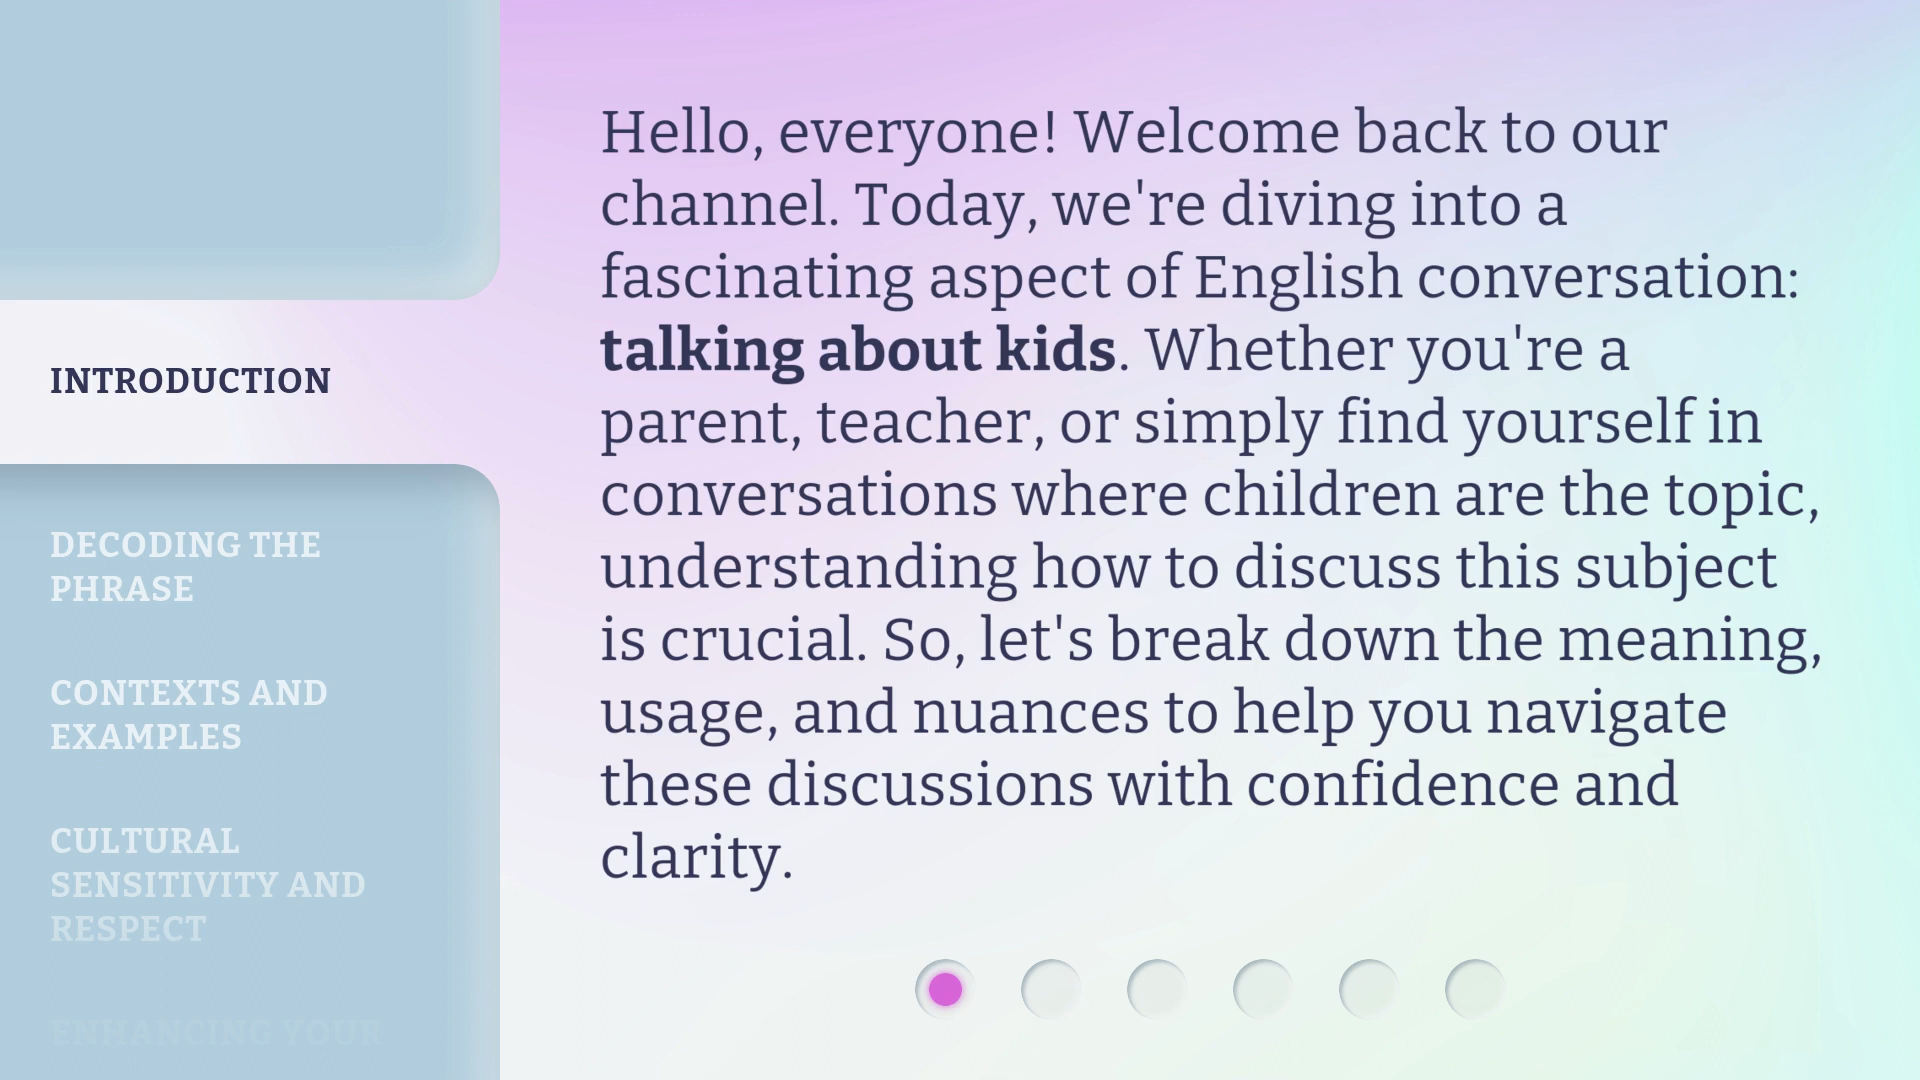 INTRODUCTION
DECODING THE
PHRASE
CONTEXTS AND
EXAMPLES
CULTURAL
SENSITIVITY AND
RESPECT
ENHANCING YOUR
Hello, everyone! Welcome back to our
channel. Today, we're diving into a
fascinating aspect of English conversation:
talking about kids. Whether you're a
parent, teacher, or simply find yourself in
conversations where children are the topic,
understanding how to discuss this subject
is crucial. So, let's break down the meaning,
usage, and nuances to help you navigate
these discussions with confidence and
clarity.